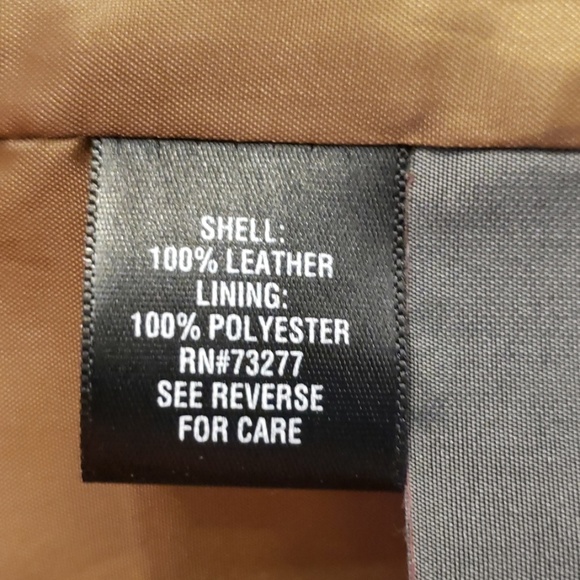 SHELL:
100% LEATHER
LINING:
100% POLYESTER
RN#73277
SEE REVERSE
FOR CARE